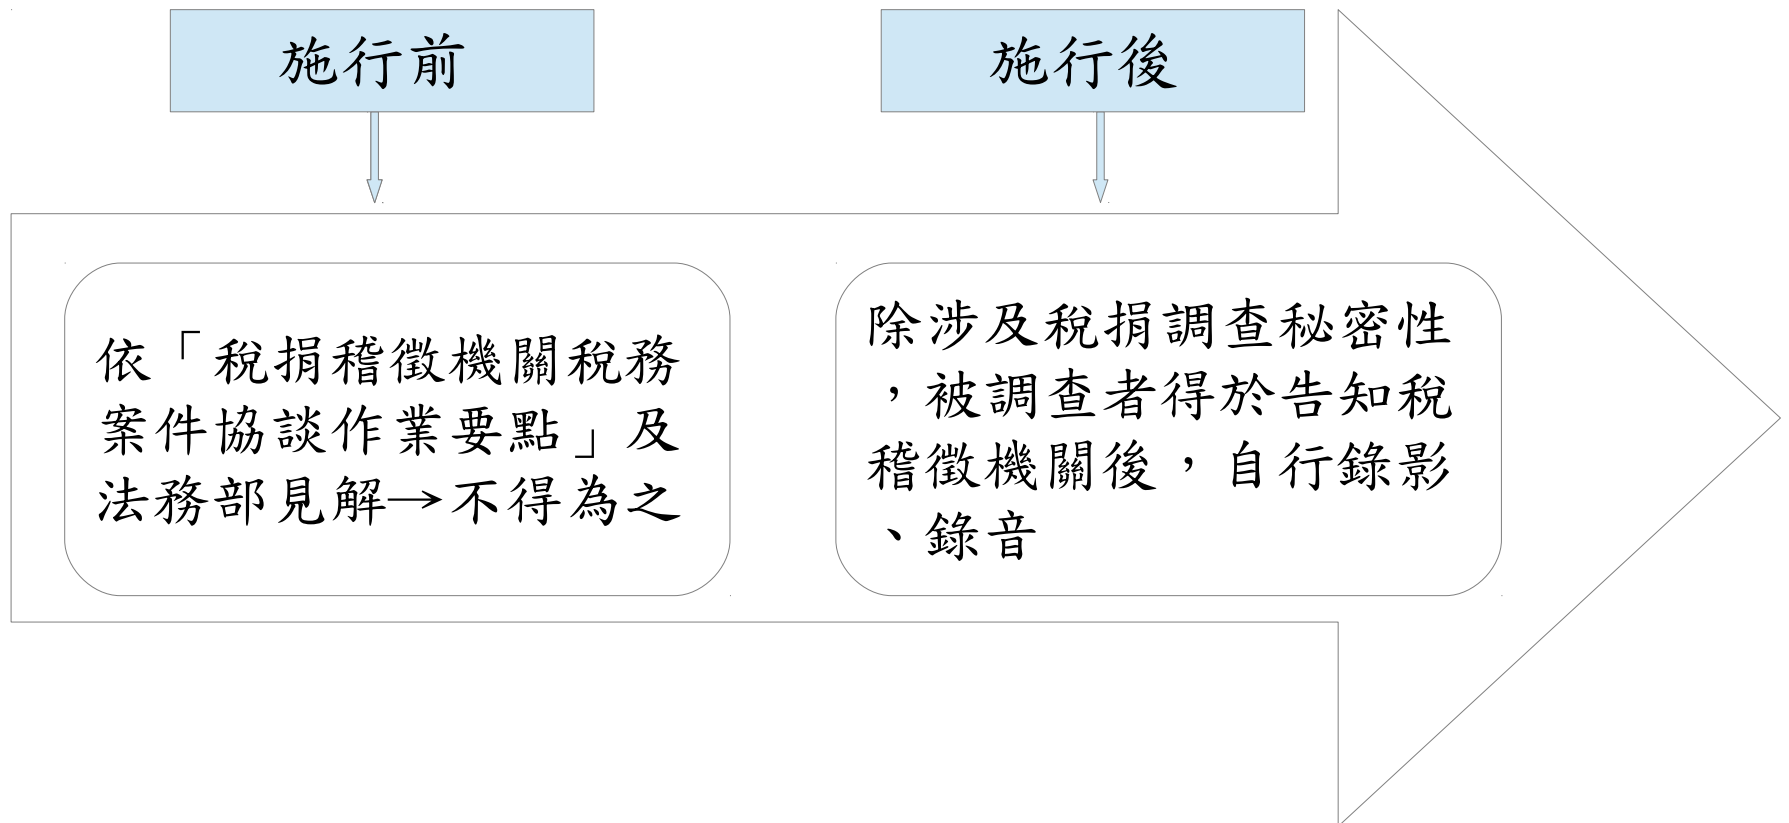 施行前
施行後
依「稅捐稽徵機關稅務
案件協談作業要點」及
法務部見解→不得為之
除涉及稅捐調查秘密性
，被調查者得於告知稅
稽徵機關後，自行錄影
、錄音